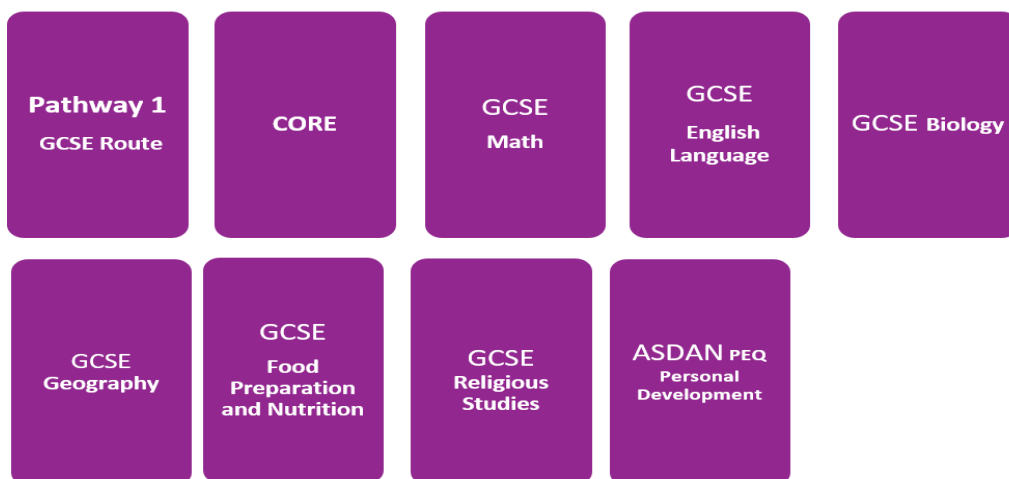 Pathway 1
GCSE Route
CORE
GCSE
Math
GCSE
English
Language
GCSE Biology
GCSE
Geography
GCSE
Food
Preparation
and Nutrition
GCSE
Religious
Studies
ASDAN PEQ
Personal
Development